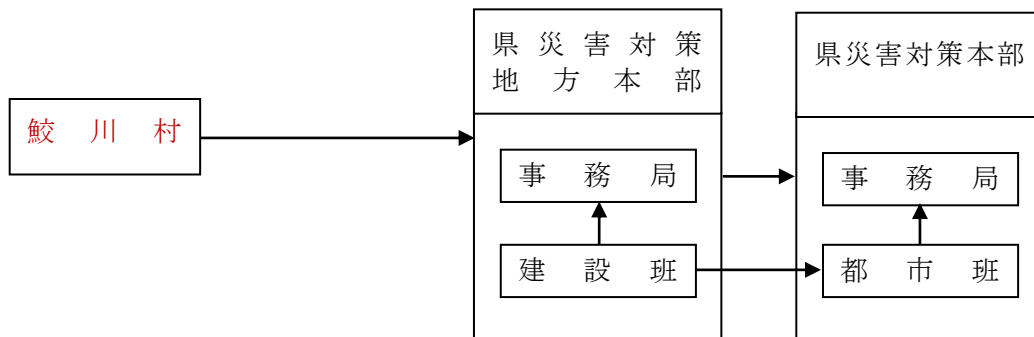 鮫川村
県災害対策
地方本部
事務局
建設班
県災害対策本部
事務局
都市班